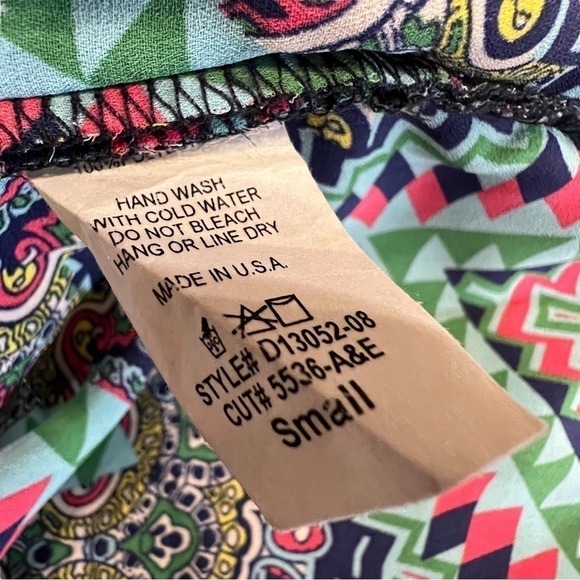 100%
HAND WASH
WITH COLD WATER
DO NOT BLEACH
HANG OR LINE DRY
MADE IN U.S.A.
STYLE# D13052-08
CUT# 5536-A&E
Small